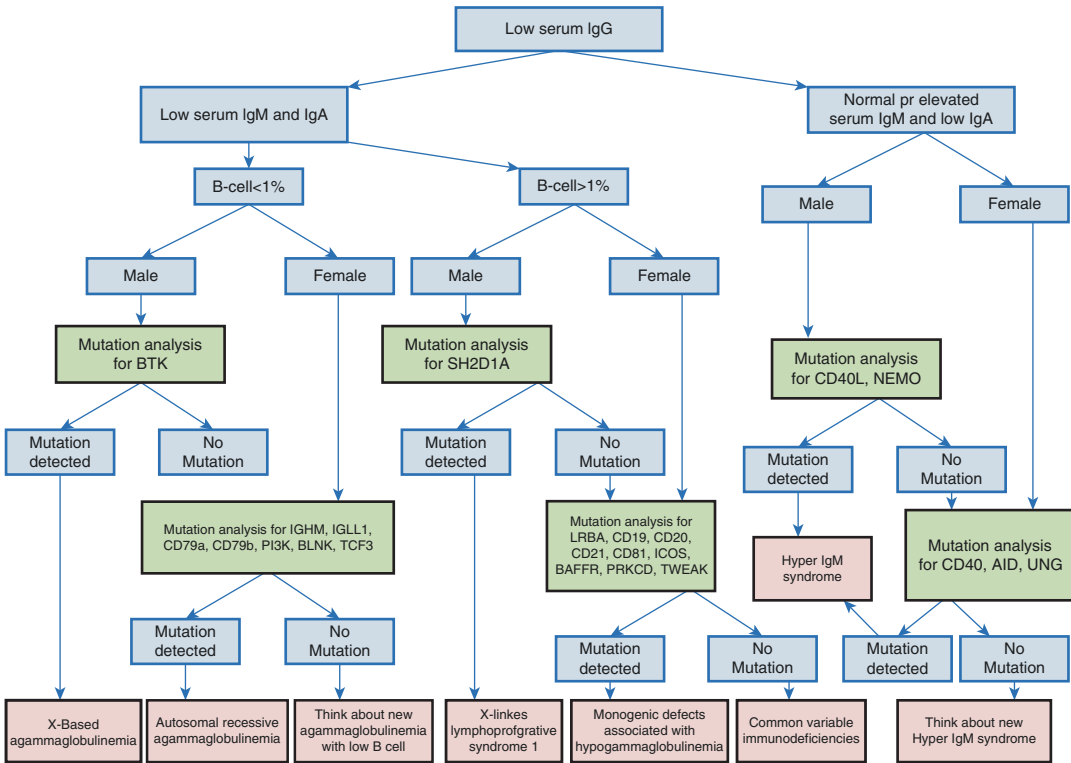 Low serum IgG
Low serum IgM and IgA
Normal pr elevated
serum IgM and low IgA
B-cell<1%
B-cell>1%
Male
Female
Male
Female
Male
Female
Mutation analysis
for BTK
Mutation analysis
for SH2D1A
Mutation analysis
for CD40L, NEMO
Mutation
detected
No
Mutation
Mutation
detected
No
Mutation
Mutation
detected
No
Mutation
Mutation analysis for IGHM, IGLL1,
CD79a, CD79b, PI3K, BLNK, TCF3
Mutation analysis for
LRBA, CD19, CD20,
CD21, CD81, ICOS,
BAFFR, PRKCD, TWEAK
Hyper IgM
syndrome
Mutation analysis
for CD40, AID, UNG
Mutation
detected
No
Mutation
Mutation
detected
No
Mutation
Mutation
detected
No
Mutation
X-Based
agammaglobulinemia
Autosomal recessive
agammaglobulinemia
Think about new
agammaglobulinemia
with low B cell
X-linkes
lymphoprofgrative
syndrome 1
Monogenic defects
associated with
hypogammaglobulinemia
Common variable
immunodeficiencies
Think about new
Hyper IgM syndrome